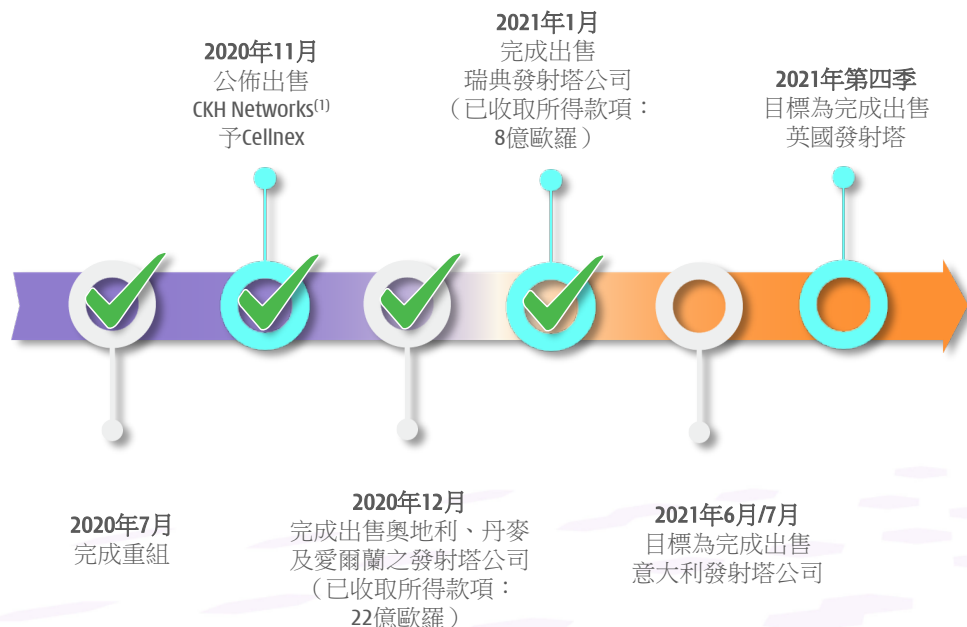 2020年11月
公佈出售
CKH Networks(1)
予Cellnex
2021年1月
完成出售
瑞典發射塔公司
（已收取所得款項：
8億歐羅）
2021年第四季
目標為完成出售
英國發射塔
2020年7月
完成重組
2020年12月
完成出售奧地利、丹麥
及愛爾蘭之發射塔公司
（已收取所得款項：
22億歐羅）
2021年6月/7月
目標為完成出售
意大利發射塔公司